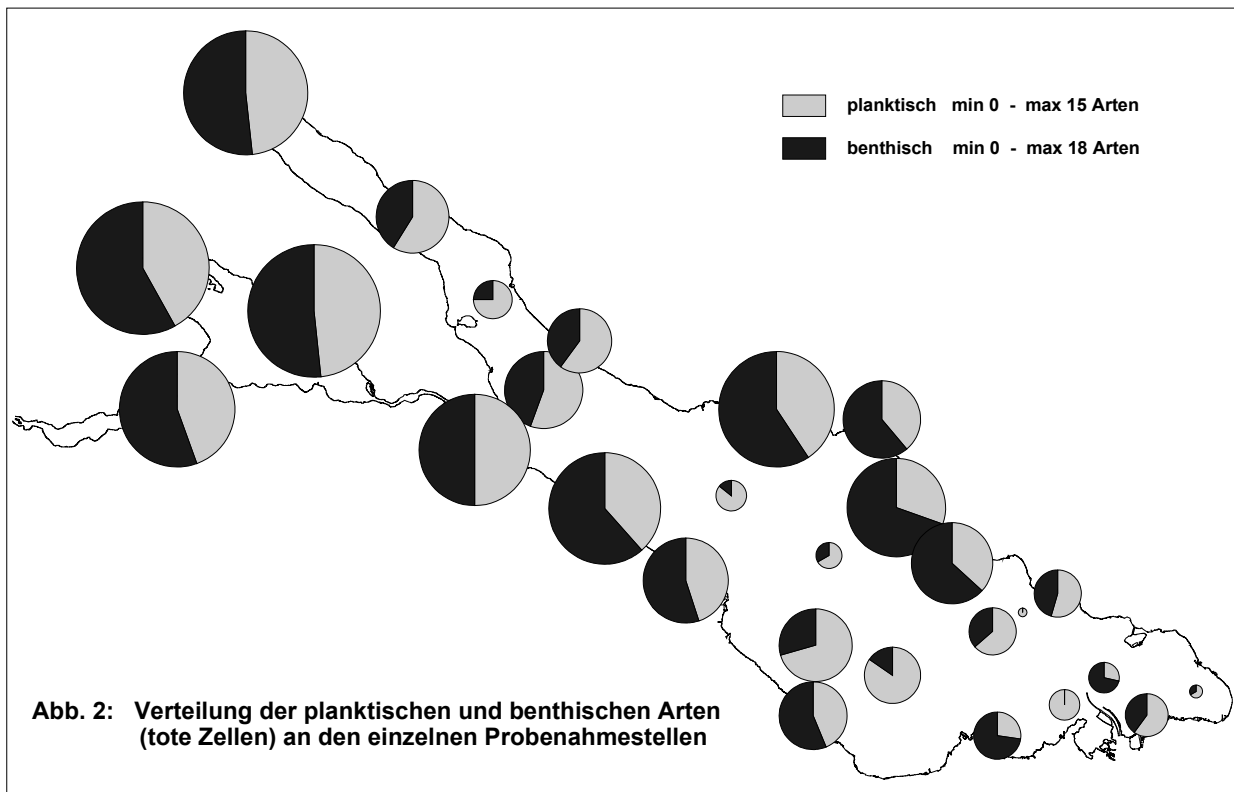 planktisch min 0 - max 15 Arten
benthisch min 0 - max 18 Arten
Abb. 2: Verteilung der planktischen und benthischen Arten
(tote Zellen) an den einzelnen Probenahmestellen